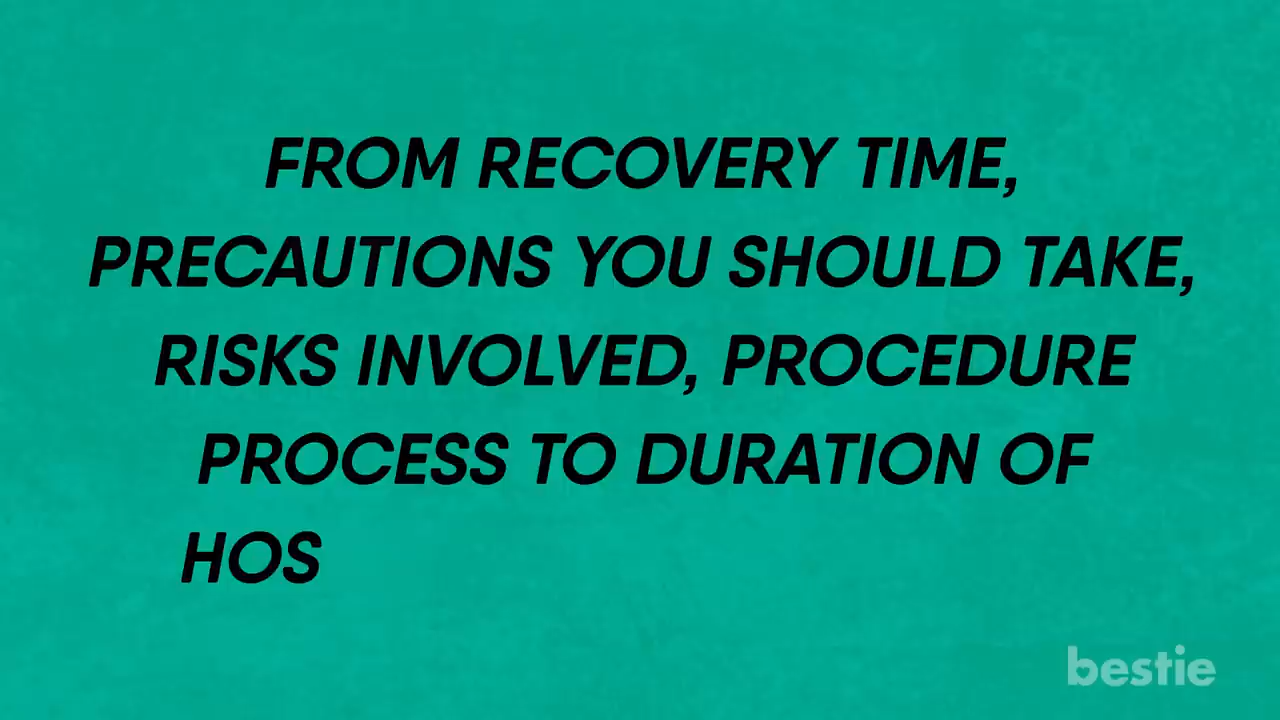 FROM RECOVERY TIME,
PRECAUTIONS YOU SHOULD TAKE,
RISKS INVOLVED, PROCEDURE
PROCESS TO DURATION OF
HOS
bestie